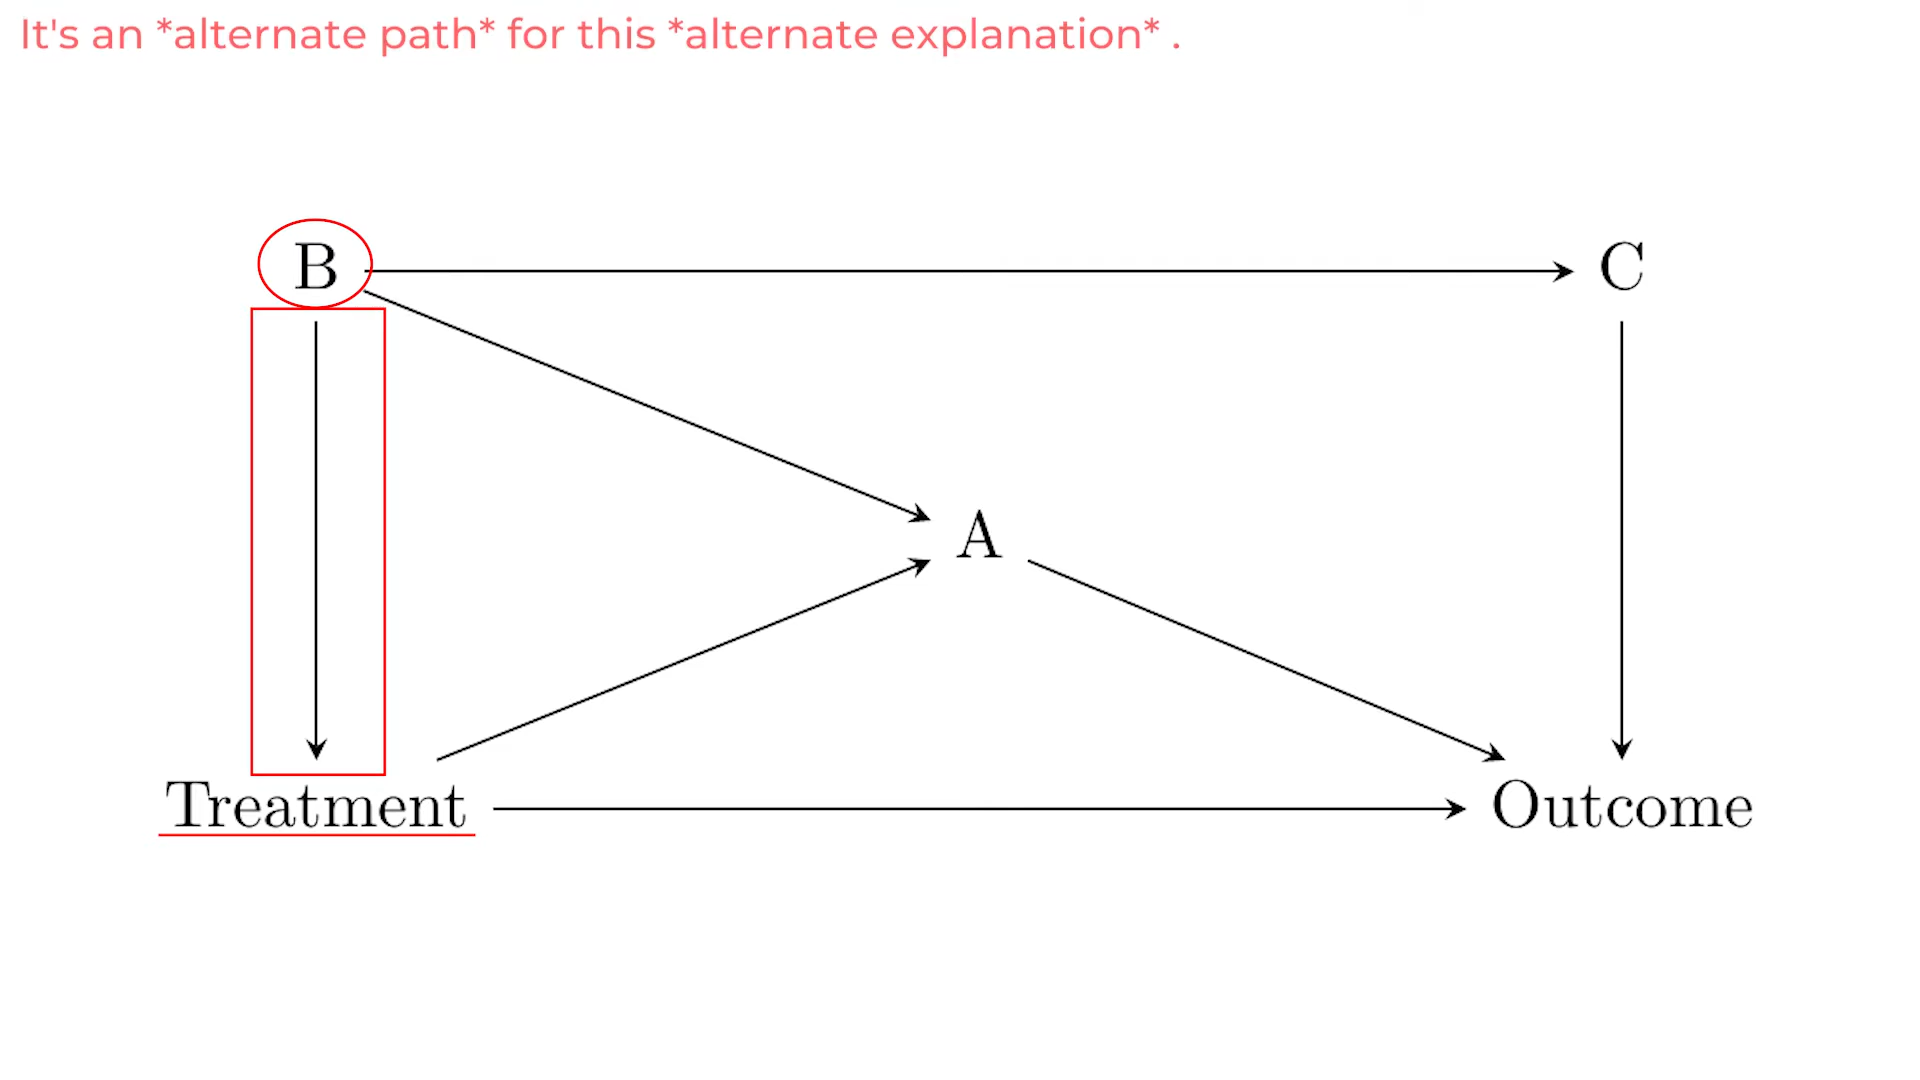 It's an *alternate path* for this *alternate explanation* .
B
C
A
Treatment
Outcome